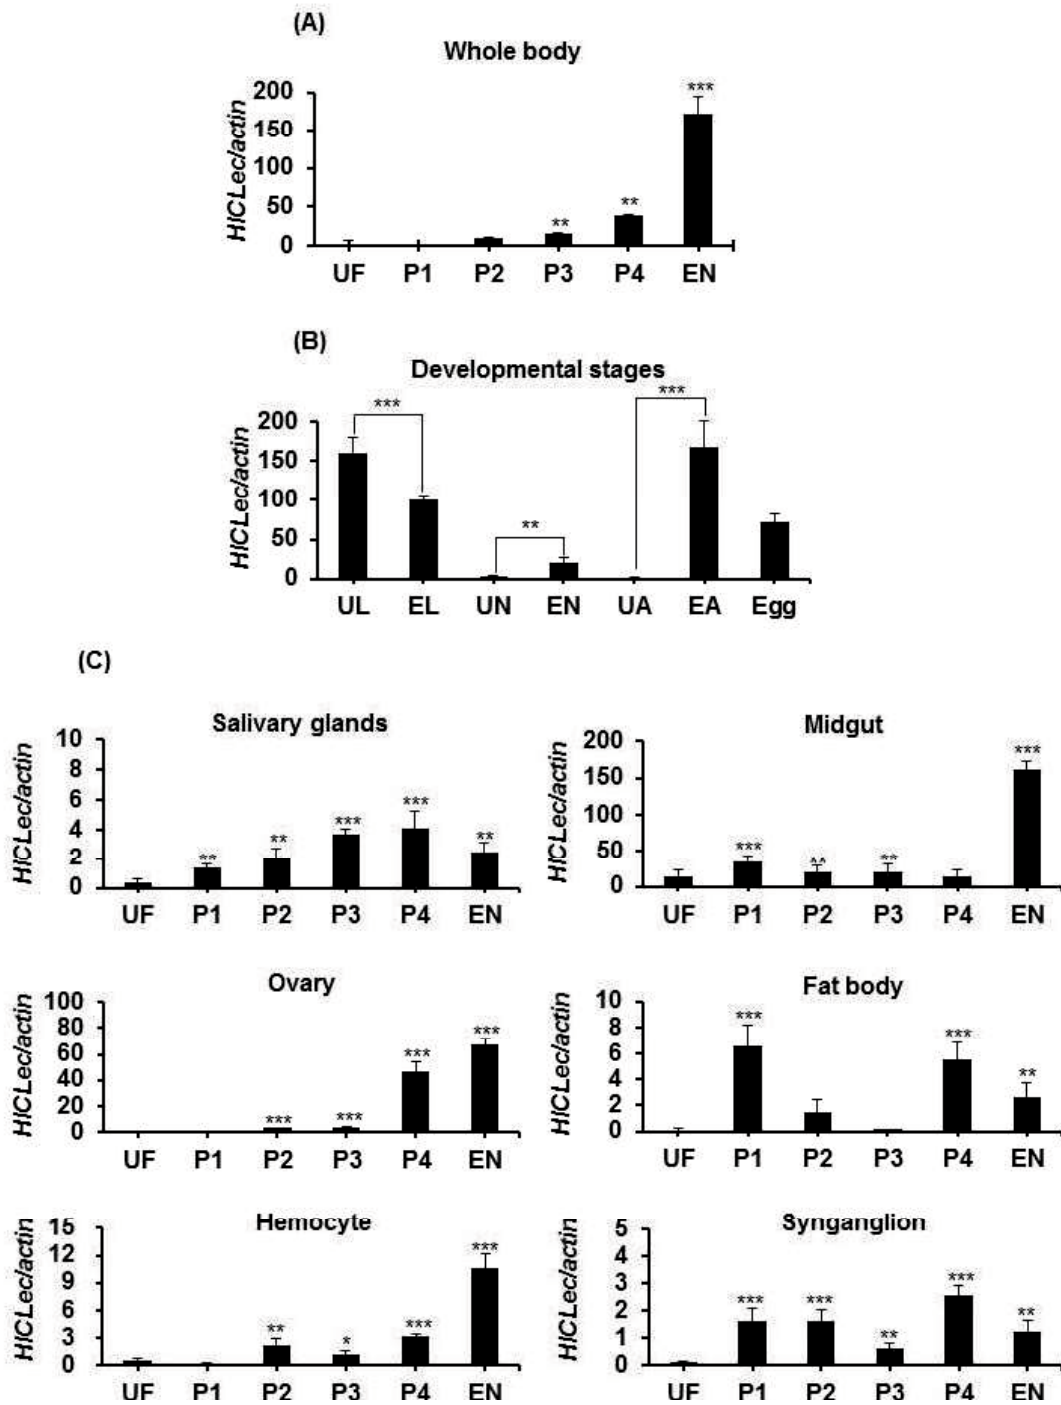 (A)
Whole body
HlCLec/actin
200
150
100
50
0
***
**
**
UF P1 P2 P3 P4 EN
(B)
Developmental stages
HlCLec/actin
200
150
100
50
0
***
**
***
UL EL UN EN UA EA Egg
(C)
Salivary glands
HlCLec/actin
10
8
6
4
2
0
**
**
***
***
**
UF P1 P2 P3 P4 EN
Midgut
HlCLec/actin
200
150
100
50
0
***
**
**
***
UF P1 P2 P3 P4 EN
Ovary
HlCLec/actin
100
80
60
40
20
0
***
***
***
***
UF P1 P2 P3 P4 EN
Fat body
HlCLec/actin
10
8
6
4
2
0
***
***
**
UF P1 P2 P3 P4 EN
Hemocyte
HlCLec/actin
15
12
9
6
3
0
**
*
***
***
UF P1 P2 P3 P4 EN
Synganglion
HlCLec/actin
5
4
3
2
1
0
***
***
**
***
**
UF P1 P2 P3 P4 EN